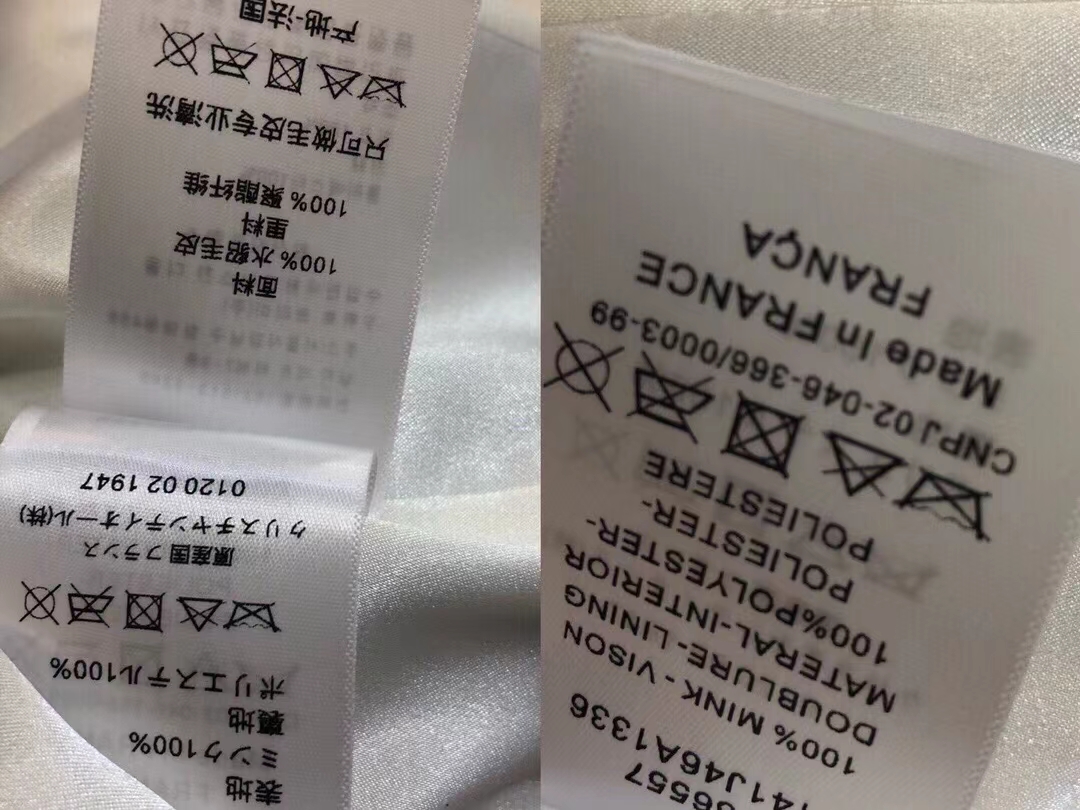 面料
100% 水貂毛皮
里料
100% 聚酯纤维
只可做毛皮专业清洗
产地-法国
表地
ミンク100%
裏地
ポリエステル100%
原産国フランス
クリスチャンディオール(株)
0120 02 1947
6557
41J46A1336
100% MINK - VISON
DOUBLURE- LINING
MATERAL-INTERIOR
100%POLYESTER-
POLIESTER-
POLIESTERE
CNPJ 02-046-366/0003-99
Made In FRANCE
FRANÇA